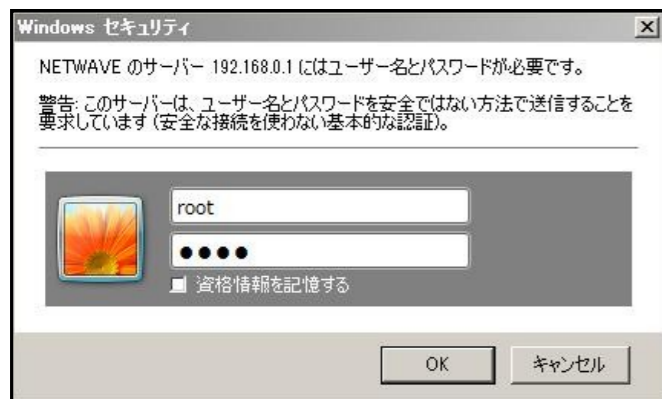 Windows セキュリティ
NETWAVE のサーバー 192.168.0.1 にはユーザー名とパスワードが必要です。
警告: このサーバーは、ユーザー名とパスワードを安全ではない方法で送信することを
要求しています (安全な接続を使わない基本的な認証)。
root
●●●●
資格情報を記憶する
OK
キャンセル